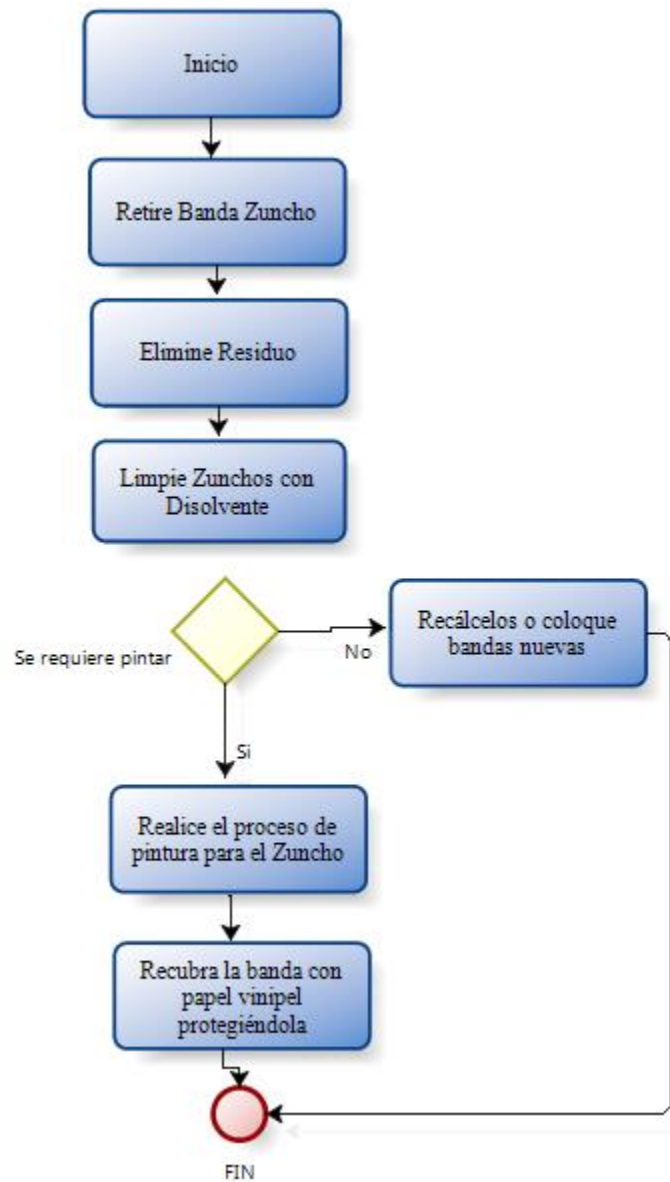 Inicio
Retire Banda Zuncho
Elimine Residuo
Limpie Zunchos con
Disolvente
Se requiere pintar
No
Recálcelos o coloque
bandas nuevas
Si
Realice el proceso de
pintura para el Zuncho
Recubra la banda con
papel vinipel
protegiéndola
FIN